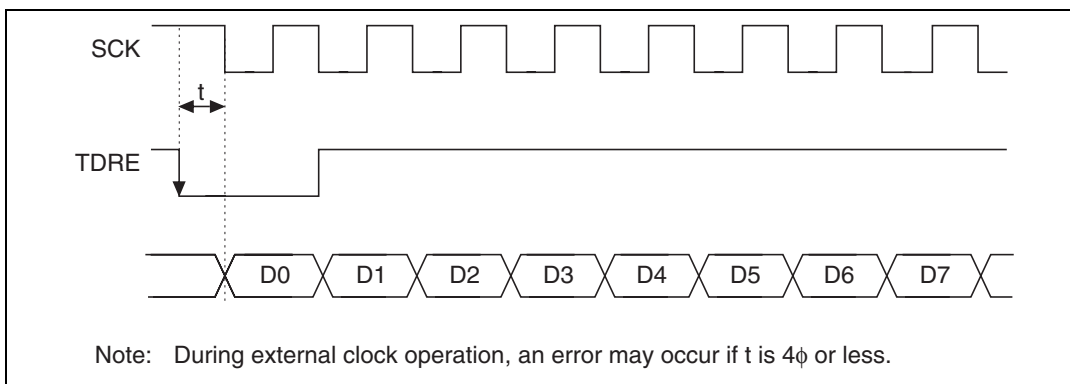 SCK
t
TDRE
D0 D1 D2 D3 D4 D5 D6 D7
Note: During external clock operation, an error may occur if t is 4ϕ or less.